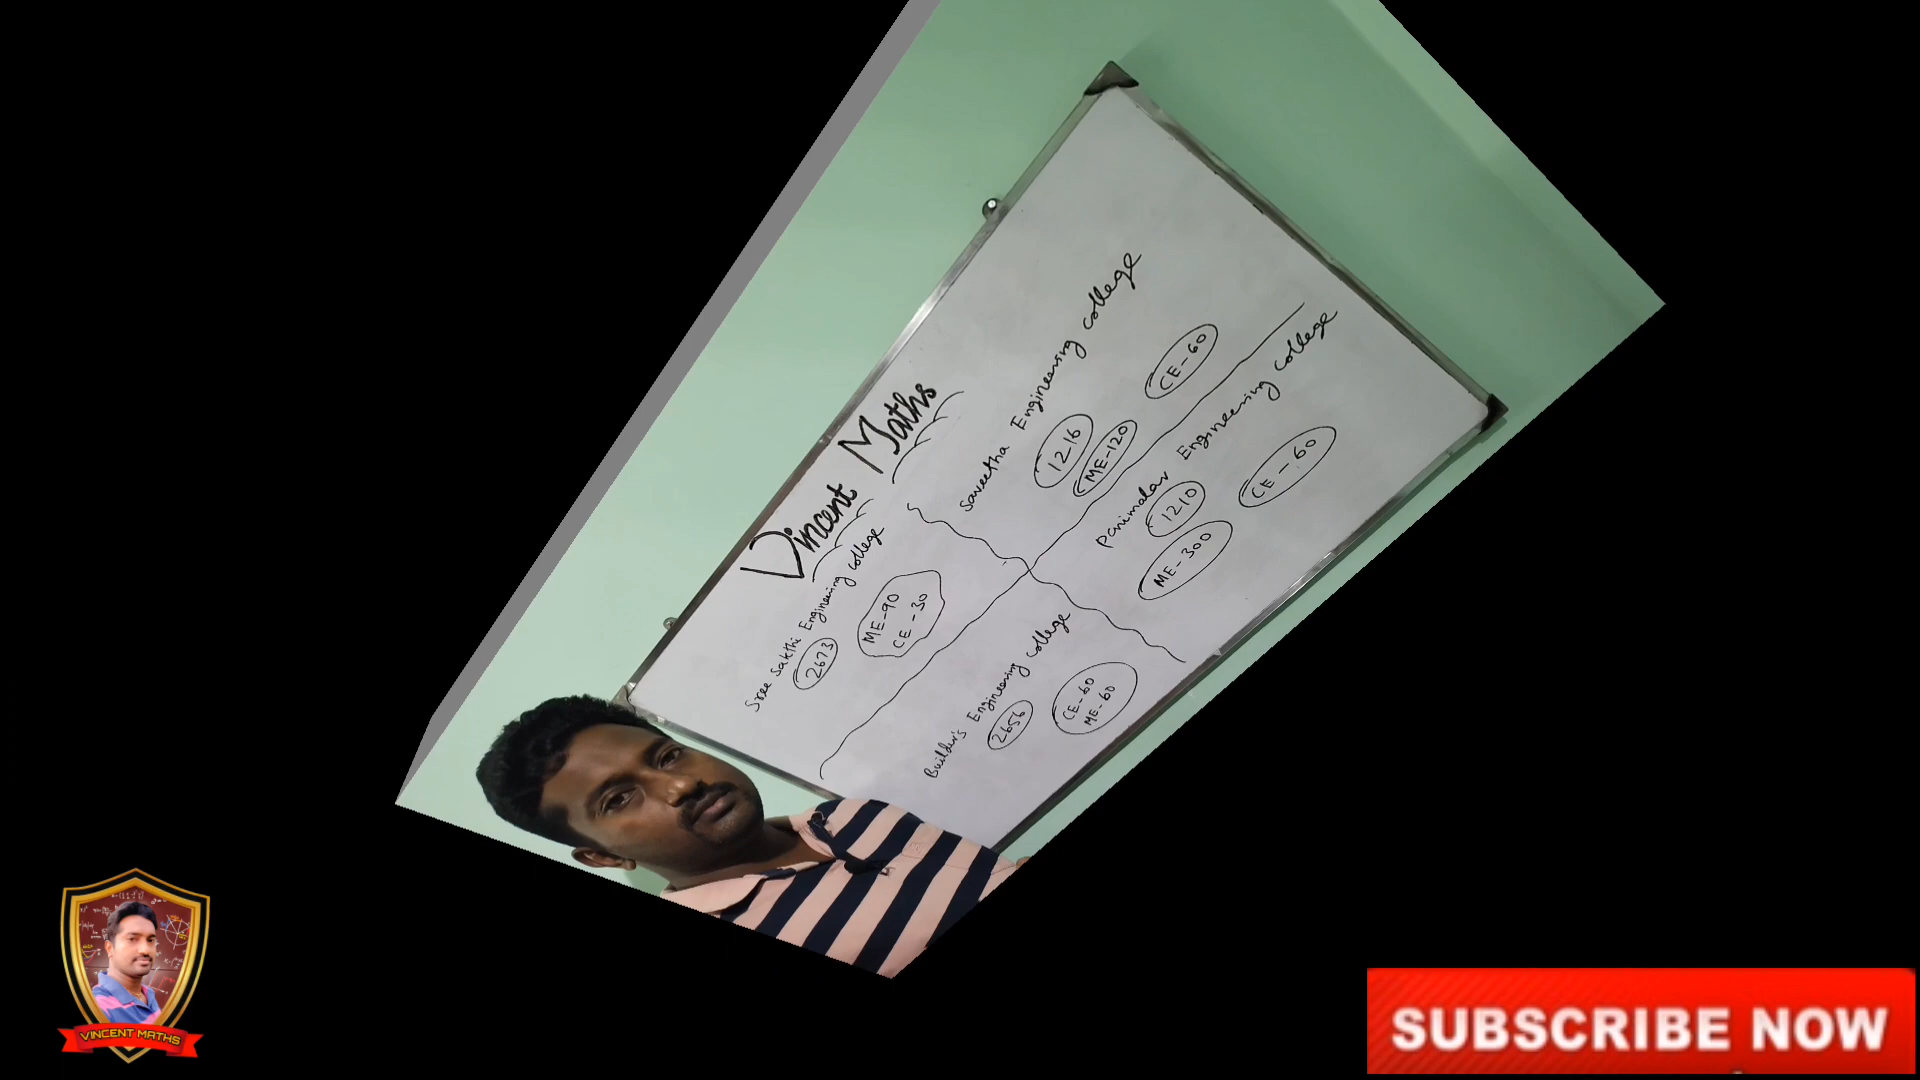 Vincent Maths
Sree Sakthi Engineering college
2673
ME-90
CE-30
Saveetha Engineering college
1216
ME-120
CE-60
Builder's Engineering college
2656
CE-60
ME-60
Panimalar Engineering college
1210
ME-300
CE-60
VINCENT MATHS
SUBSCRIBE NOW